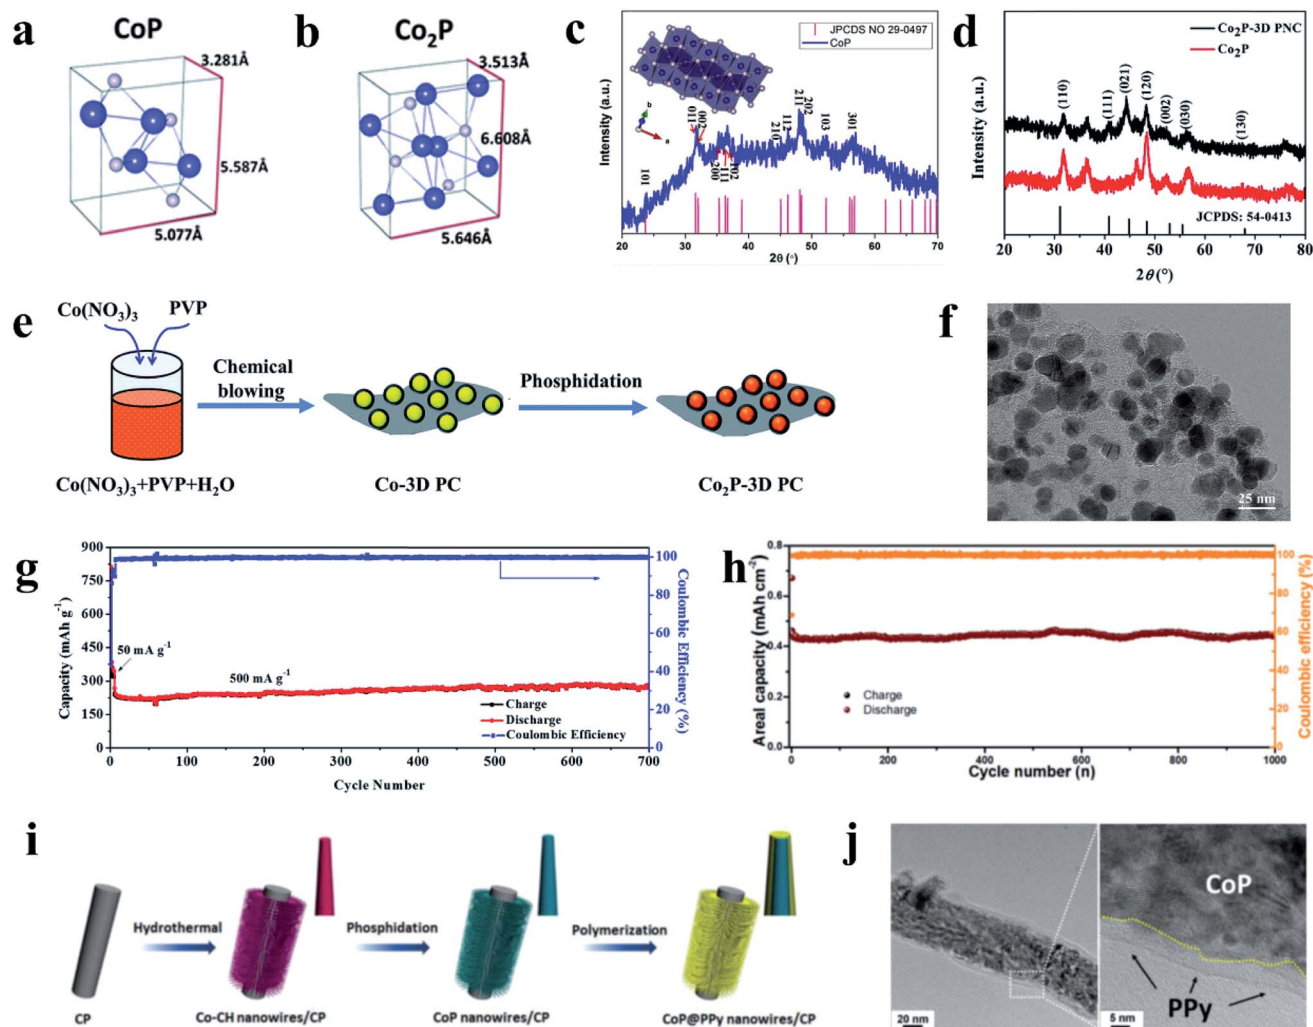 a
CoP
3.281Å
5.587Å
5.077Å
b
Co₂P
3.513Å
6.608Å
5.646Å
c
JPCDS NO 29-0497
CoP
Intensity (a.u.)
b
a
101
011
002
200
111
102
210
112
211
202
103
301
20 30 40 50 60 70
2θ (°)
d
Co₂P-3D PNC
Co₂P
Intensity (a.u.)
(110)
(111)
(021)
(120)
(002)
(030)
(130)
JCPDS: 54-0413
20 30 40 50 60 70 80
2θ (°)
e
Co(NO₃)₃ PVP
Chemical
blowing
Phosphidation
Co(NO₃)₃+PVP+H₂O
Co-3D PC
Co₂P-3D PC
f
25 nm
g
Capacity (mAh g⁻¹)
900
750
600
450
300
150
0
50 mA g⁻¹
500 mA g⁻¹
Charge
Discharge
Coulombic Efficiency
0 100 200 300 400 500 600 700
Cycle Number
100
80
60
40
20
0
Coulombic Efficiency (%)
h
Areal capacity (mAh cm⁻²)
0.8
0.6
0.4
0.2
0.0
Charge
Discharge
0 200 400 600 800 1000
Cycle number (n)
100
80
60
40
20
0
Coulombic efficiency (%)
i
Hydrothermal
Phosphidation
Polymerization
CP
Co-CH nanowires/CP
CoP nanowires/CP
CoP@PPy nanowires/CP
j
20 nm
CoP
PPy
5 nm